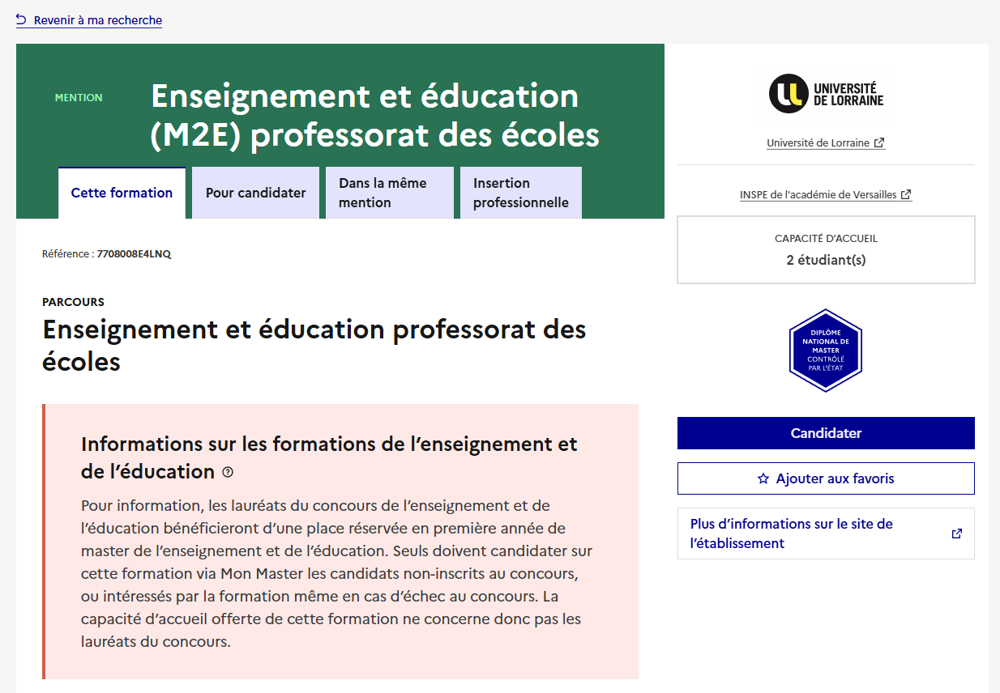 Revenir à ma recherche
MENTION
Enseignement et éducation
(M2E) professorat des écoles
Cette formation
Pour candidater
Dans la même
mention
Insertion
professionnelle
Référence : 7708008E4LNQ
PARCOURS
Enseignement et éducation professorat des
écoles
Informations sur les formations de l’enseignement et
de l’éducation
Pour information, les lauréats du concours de l’enseignement et de
l’éducation bénéficieront d’une place réservée en première année de
master de l’enseignement et de l’éducation. Seuls doivent candidater sur
cette formation via Mon Master les candidats non-inscrits au concours,
ou intéressés par la formation même en cas d’échec au concours. La
capacité d’accueil offerte de cette formation ne concerne donc pas les
lauréats du concours.
UNIVERSITÉ
DE LORRAINE
Université de Lorraine
INSPE de l'académie de Versailles
CAPACITÉ D’ACCUEIL
2 étudiant(s)
DIPLÔME
NATIONAL DE
MASTER
CONTRÔLÉ
PAR L'ÉTAT
Candidater
Ajouter aux favoris
Plus d’informations sur le site de
l’établissement